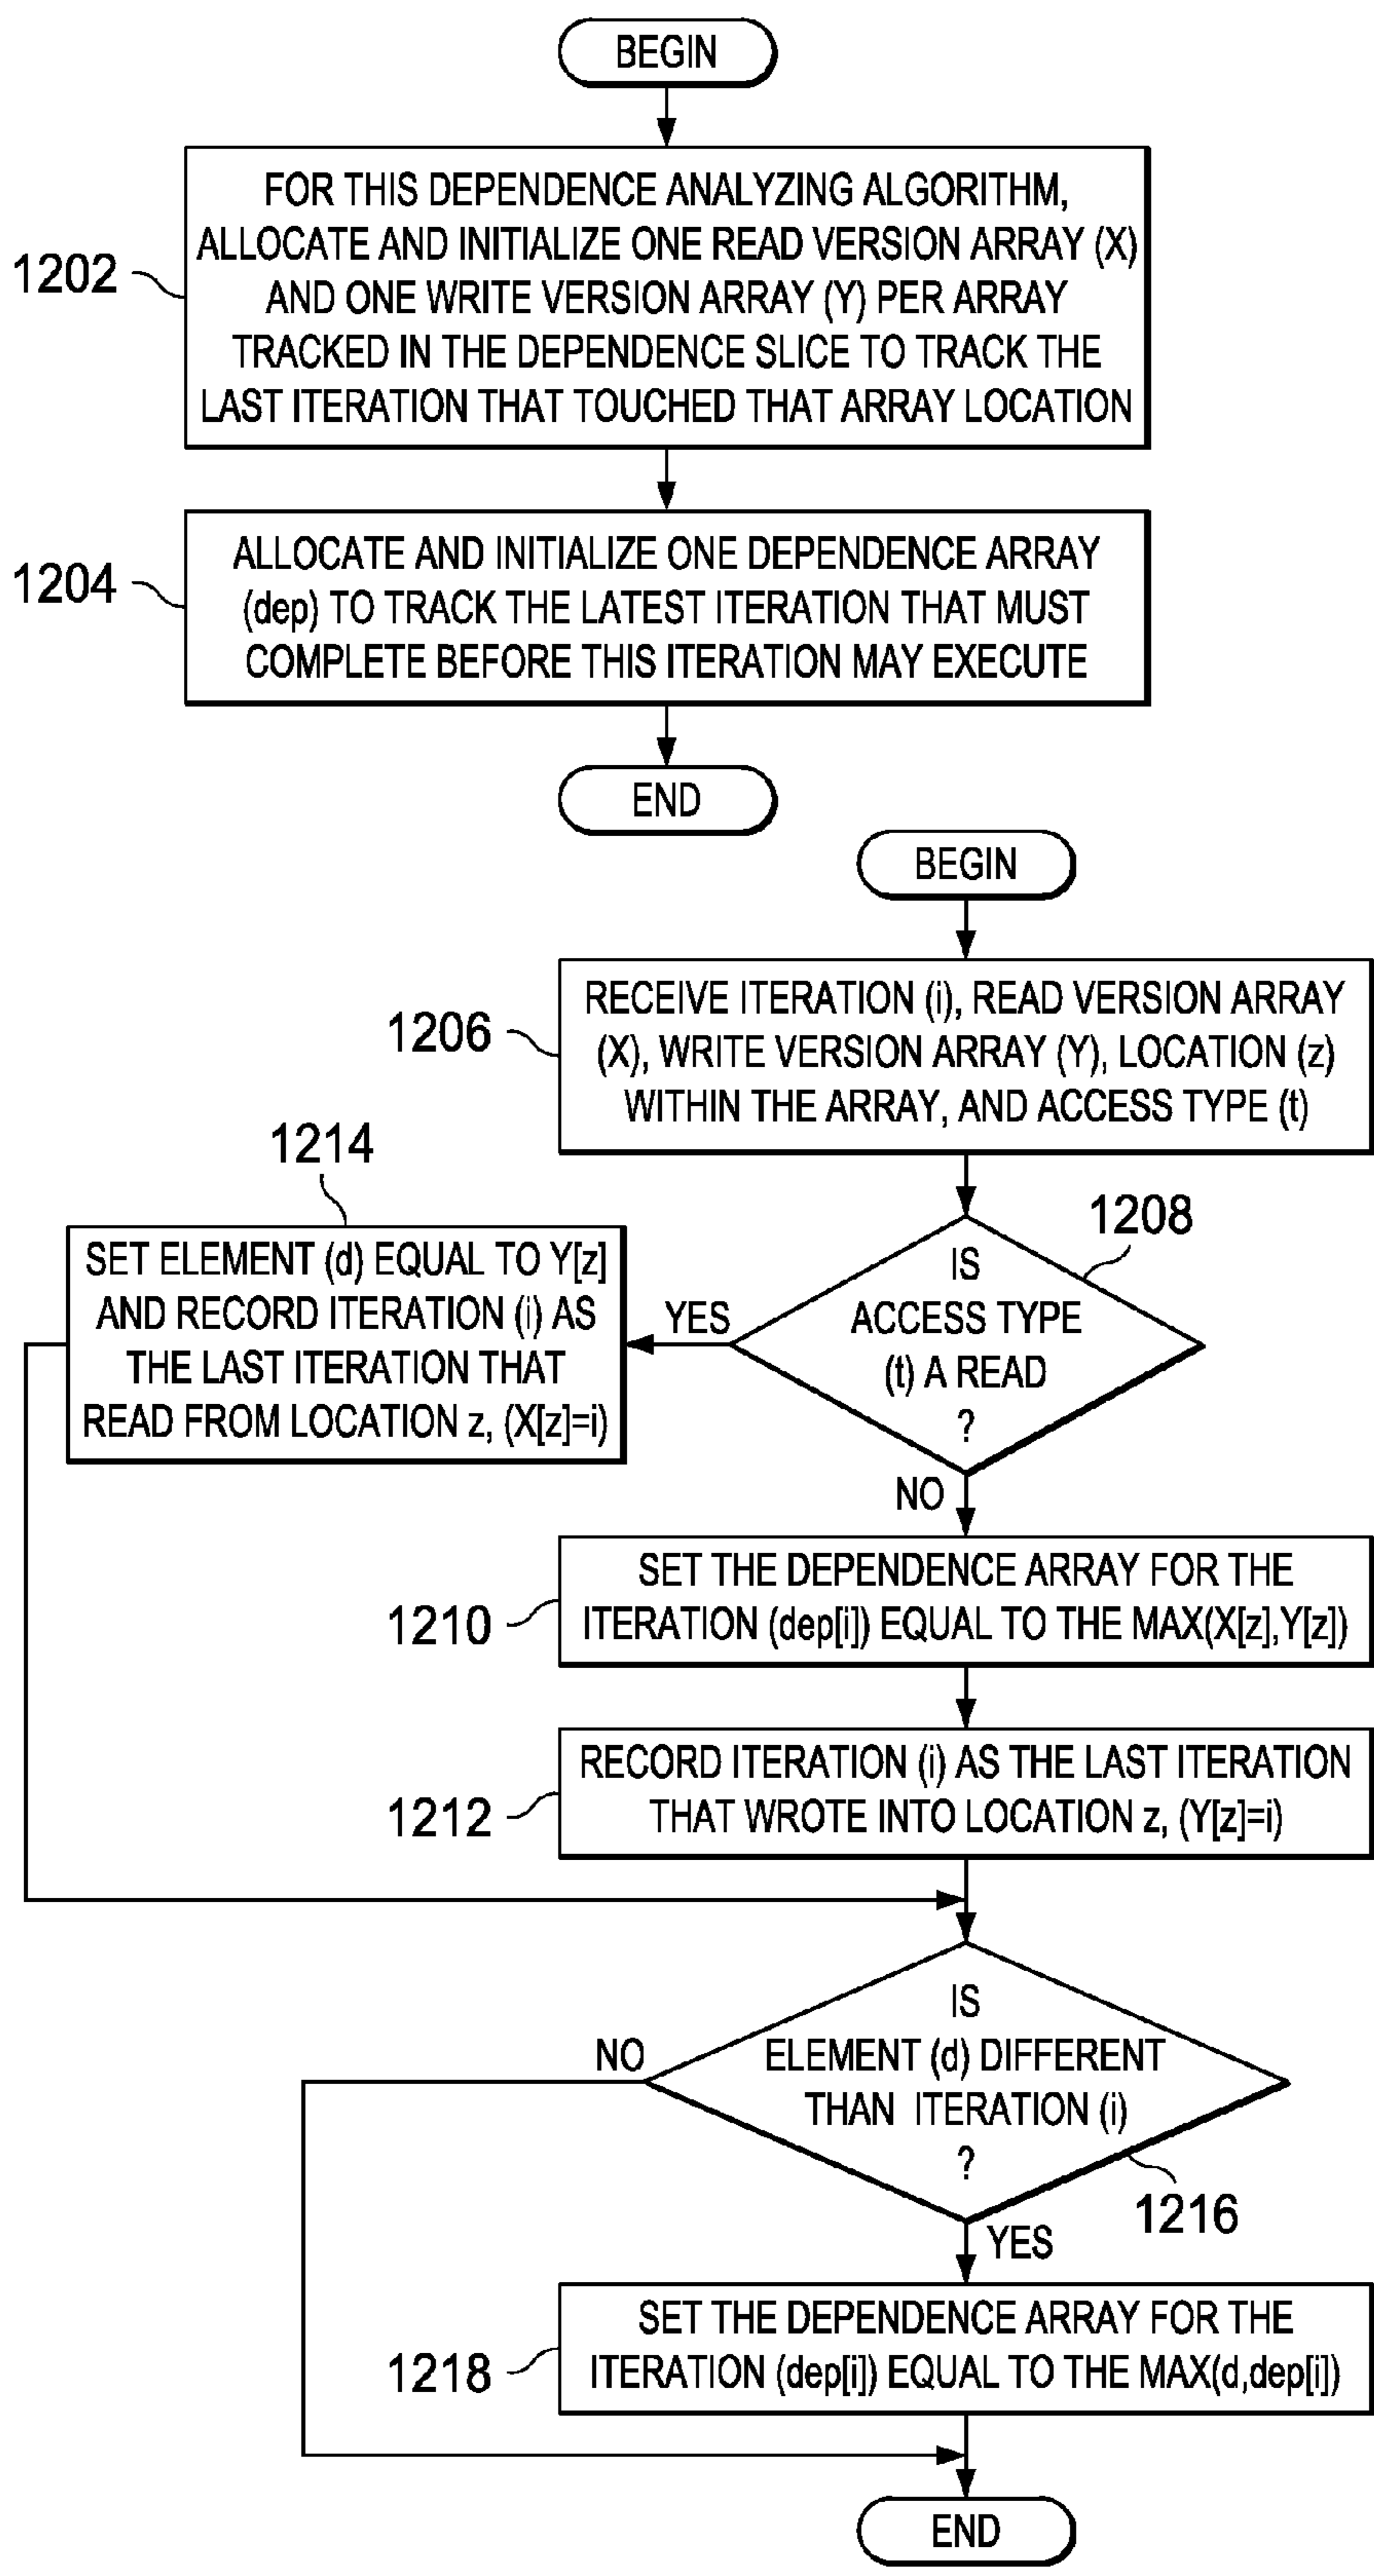 BEGIN
FOR THIS DEPENDENCE ANALYZING ALGORITHM,
ALLOCATE AND INITIALIZE ONE READ VERSION ARRAY (X)
AND ONE WRITE VERSION ARRAY (Y) PER ARRAY
TRACKED IN THE DEPENDENCE SLICE TO TRACK THE
LAST ITERATION THAT TOUCHED THAT ARRAY LOCATION
1202
ALLOCATE AND INITIALIZE ONE DEPENDENCE ARRAY
(dep) TO TRACK THE LATEST ITERATION THAT MUST
COMPLETE BEFORE THIS ITERATION MAY EXECUTE
1204
END
BEGIN
RECEIVE ITERATION (i), READ VERSION ARRAY
(X), WRITE VERSION ARRAY (Y), LOCATION (z)
WITHIN THE ARRAY, AND ACCESS TYPE (t)
1206
1208
IS
ACCESS TYPE
(t) A READ
?
YES
1214
SET ELEMENT (d) EQUAL TO Y[z]
AND RECORD ITERATION (i) AS
THE LAST ITERATION THAT
READ FROM LOCATION z, (X[z]=i)
NO
SET THE DEPENDENCE ARRAY FOR THE
ITERATION (dep[i]) EQUAL TO THE MAX(X[z],Y[z])
1210
RECORD ITERATION (i) AS THE LAST ITERATION
THAT WROTE INTO LOCATION z, (Y[z]=i)
1212
IS
ELEMENT (d) DIFFERENT
THAN ITERATION (i)
?
NO
1216
YES
SET THE DEPENDENCE ARRAY FOR THE
ITERATION (dep[i]) EQUAL TO THE MAX(d,dep[i])
1218
END